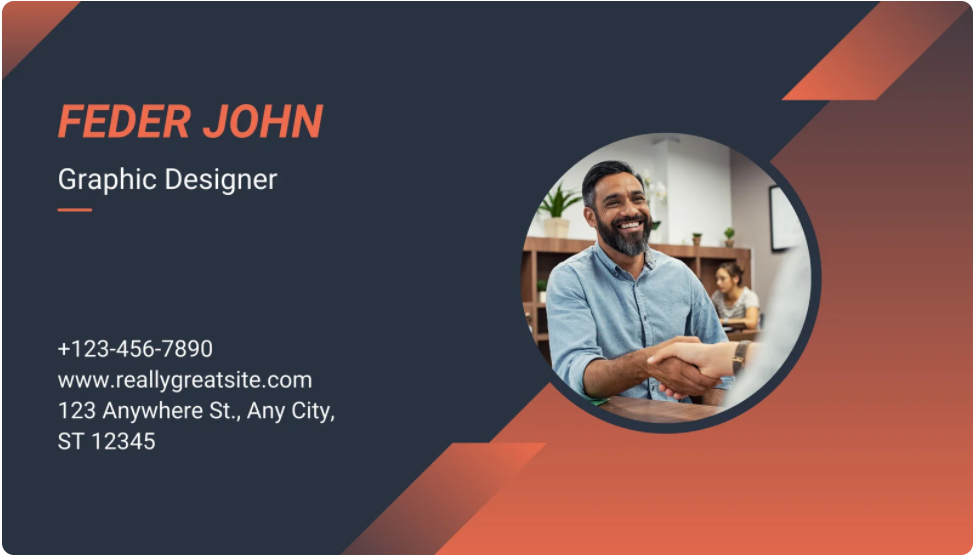 FEDER JOHN
Graphic Designer
+123-456-7890
www.reallygreatsite.com
123 Anywhere St., Any City,
ST 12345